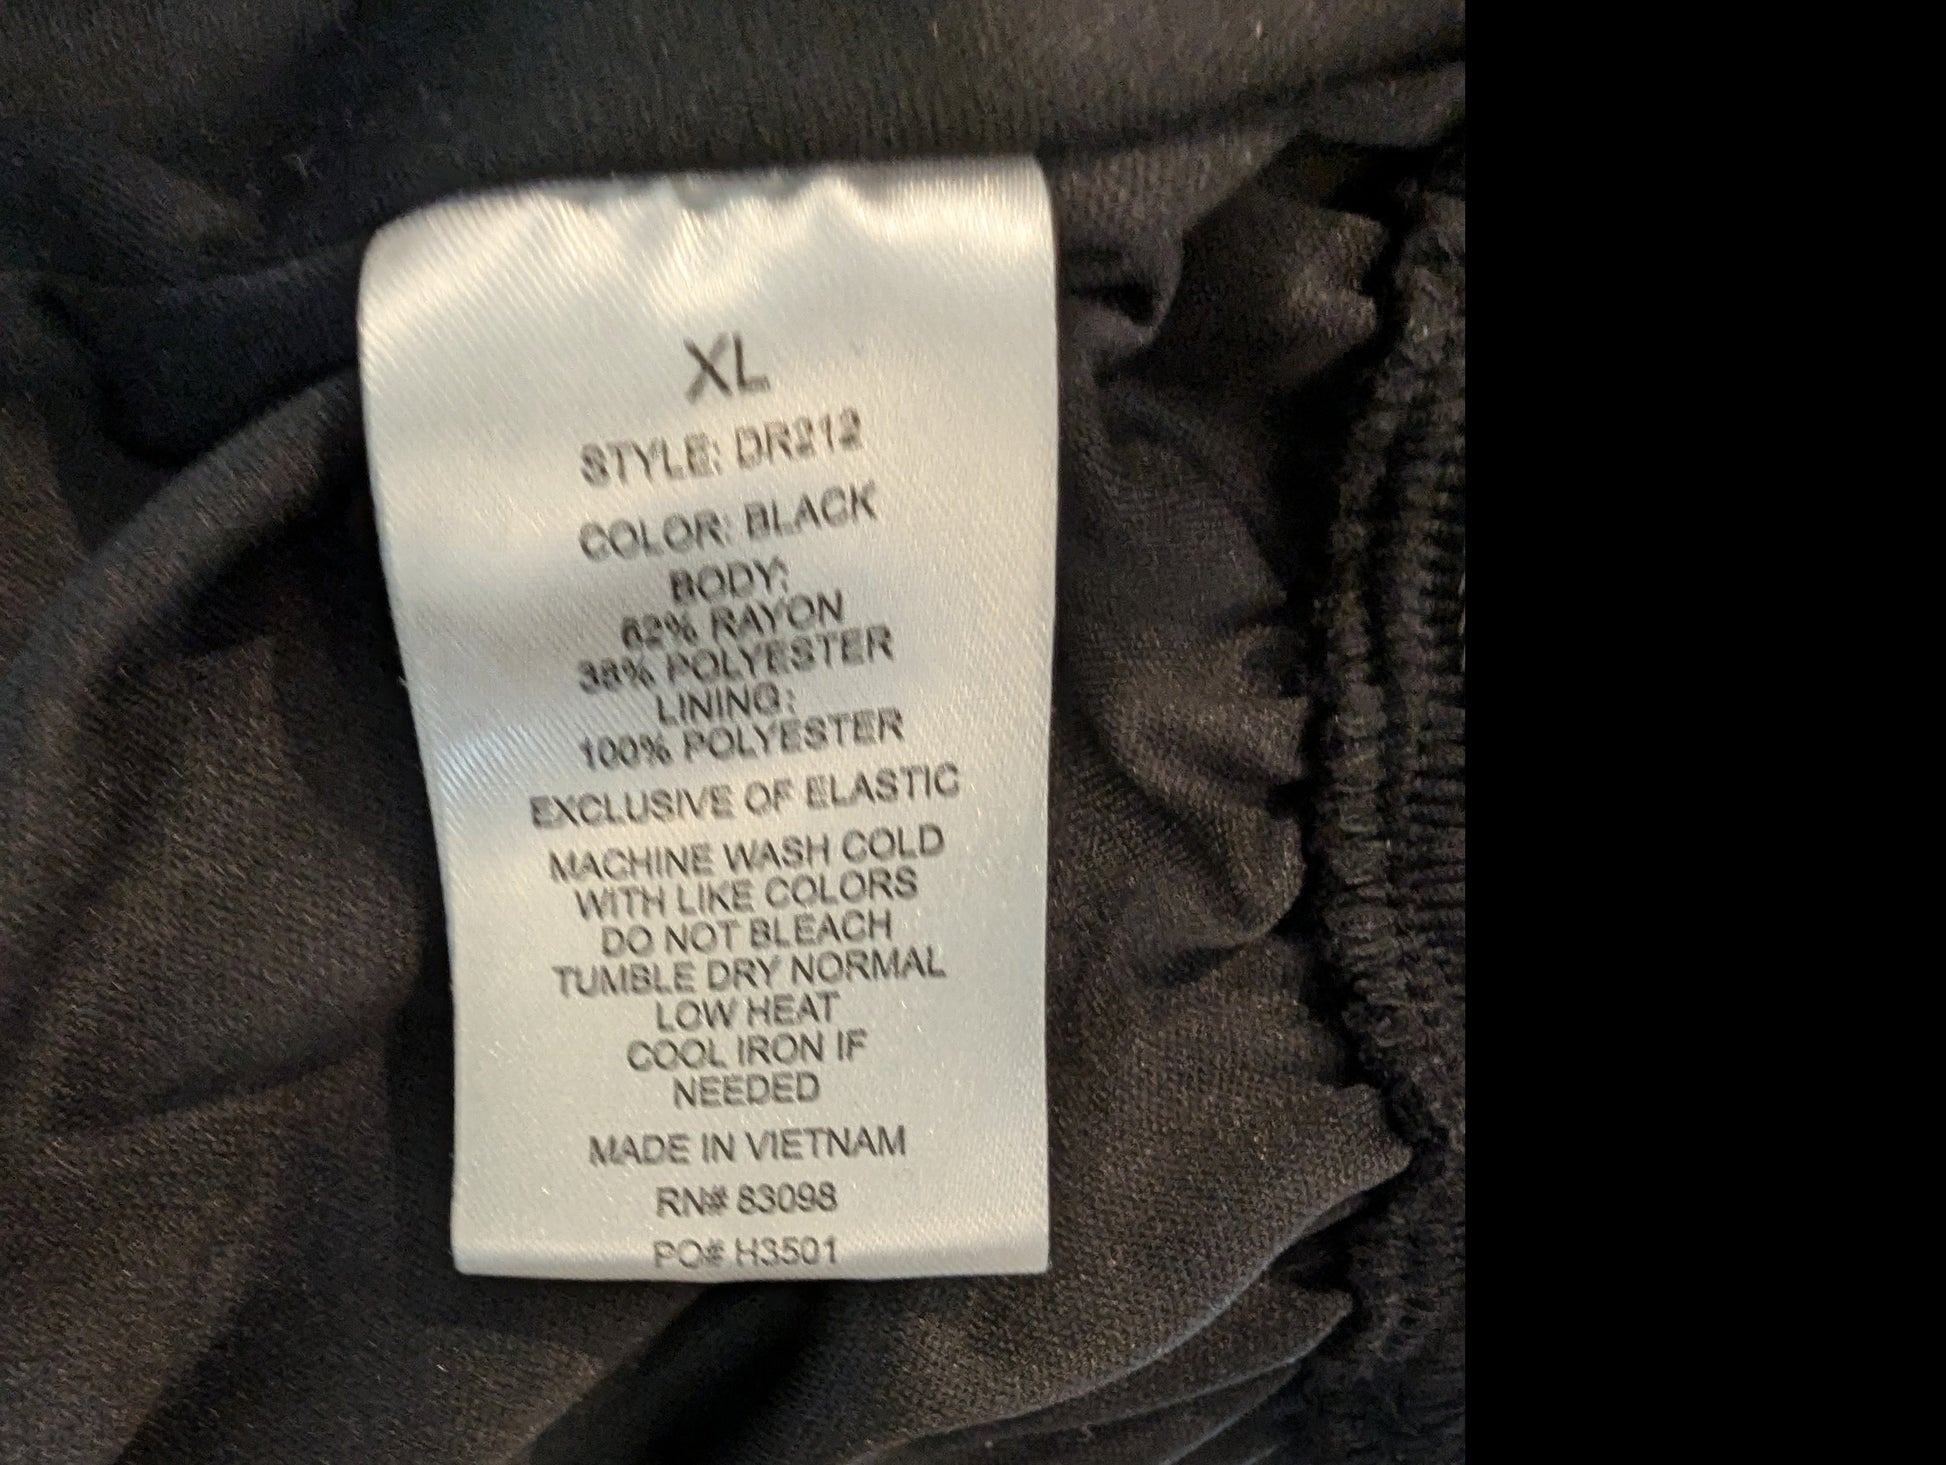 XL
STYLE: DR212
COLOR: BLACK
BODY:
62% RAYON
38% POLYESTER
LINING:
100% POLYESTER
EXCLUSIVE OF ELASTIC
MACHINE WASH COLD
WITH LIKE COLORS
DO NOT BLEACH
TUMBLE DRY NORMAL
LOW HEAT
COOL IRON IF
NEEDED
MADE IN VIETNAM
RN# 83098
PO# H3501